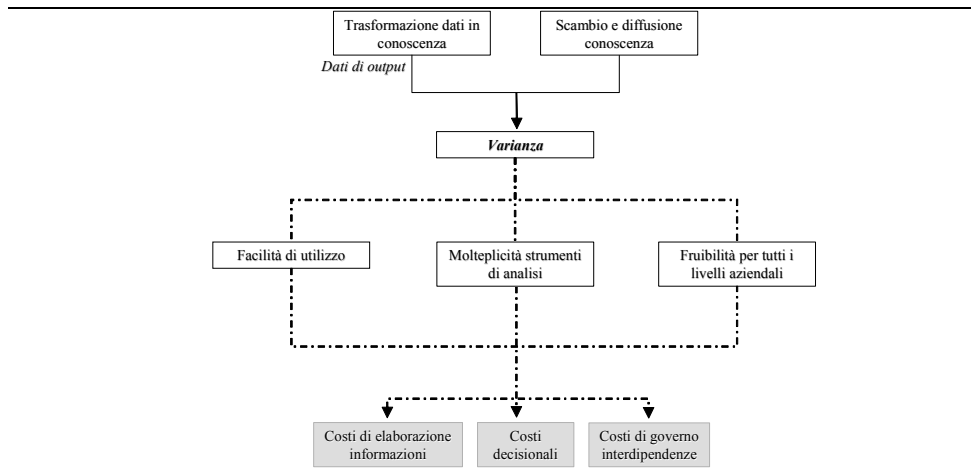 Trasformazione dati in
conoscenza
Scambio e diffusione
conoscenza
Dati di output
Varianza
Facilità di utilizzo
Molteplicità strumenti
di analisi
Fruibilità per tutti i
livelli aziendali
Costi di elaborazione
informazioni
Costi
decisionali
Costi di governo
interdipendenze